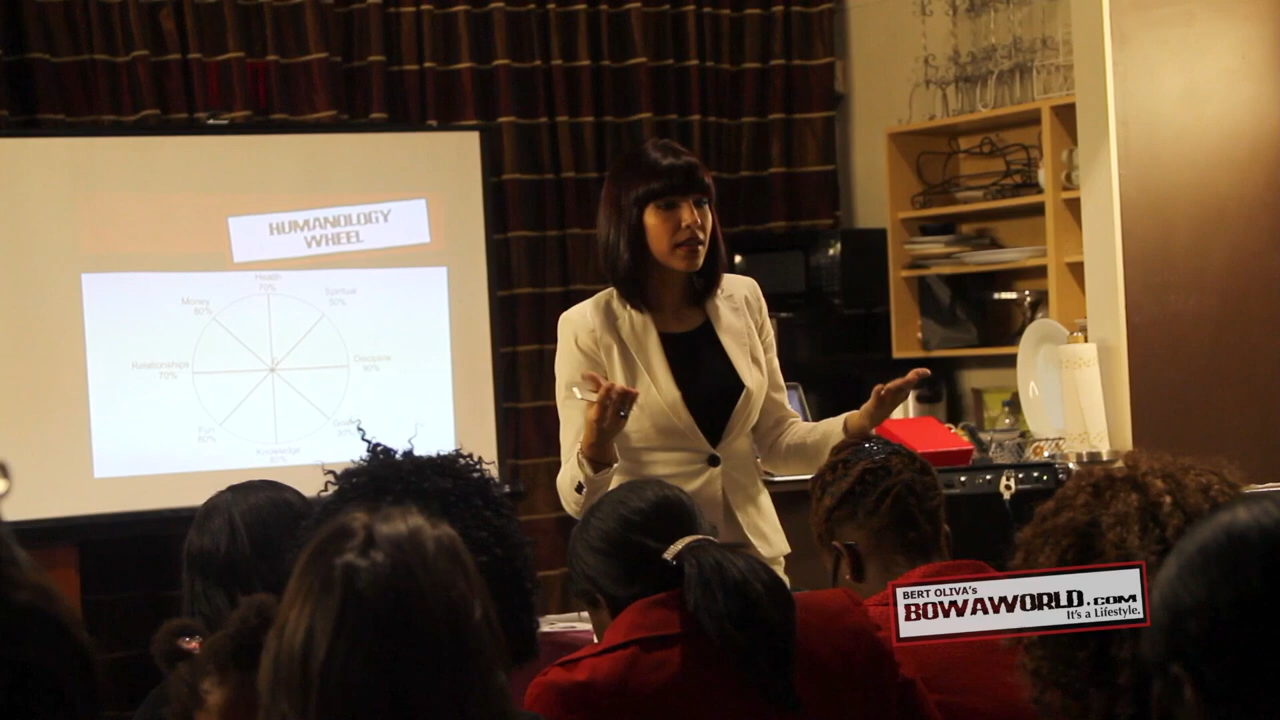 HUMANOLOGY
WHEEL
Health
70%
Money
80%
Spiritual
50%
Relationships
70%
Discipline
90%
Fun
80%
Knowledge
BERT OLIVA's
BOWAWORLD.COM
It's a Lifestyle.